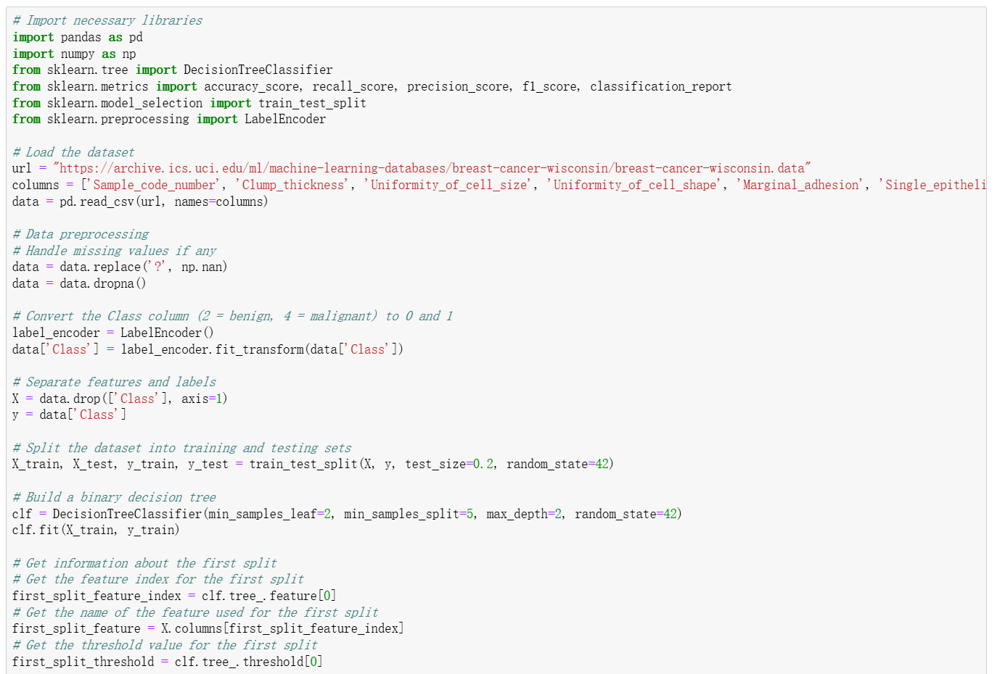 # Import necessary libraries
import pandas as pd
import numpy as np
from sklearn.tree import DecisionTreeClassifier
from sklearn.metrics import accuracy_score, recall_score, precision_score, f1_score, classification_report
from sklearn.model_selection import train_test_split
from sklearn.preprocessing import LabelEncoder
# Load the dataset
url = "https://archive.ics.uci.edu/ml/machine-learning-databases/breast-cancer-wisconsin/breast-cancer-wisconsin.data"
columns = ['Sample_code_number', 'Clump_thickness', 'Uniformity_of_cell_size', 'Uniformity_of_cell_shape', 'Marginal_adhesion', 'Single_epitheli
data = pd.read_csv(url, names=columns)
# Data preprocessing
# Handle missing values if any
data = data.replace('?', np.nan)
data = data.dropna()
# Convert the Class column (2 = benign, 4 = malignant) to 0 and 1
label_encoder = LabelEncoder()
data['Class'] = label_encoder.fit_transform(data['Class'])
# Separate features and labels
X = data.drop(['Class'], axis=1)
y = data['Class']
# Split the dataset into training and testing sets
X_train, X_test, y_train, y_test = train_test_split(X, y, test_size=0.2, random_state=42)
# Build a binary decision tree
clf = DecisionTreeClassifier(min_samples_leaf=2, min_samples_split=5, max_depth=2, random_state=42)
clf.fit(X_train, y_train)
# Get information about the first split
# Get the feature index for the first split
first_split_feature_index = clf.tree_.feature[0]
# Get the name of the feature used for the first split
first_split_feature = X.columns[first_split_feature_index]
# Get the threshold value for the first split
first_split_threshold = clf.tree_.threshold[0]